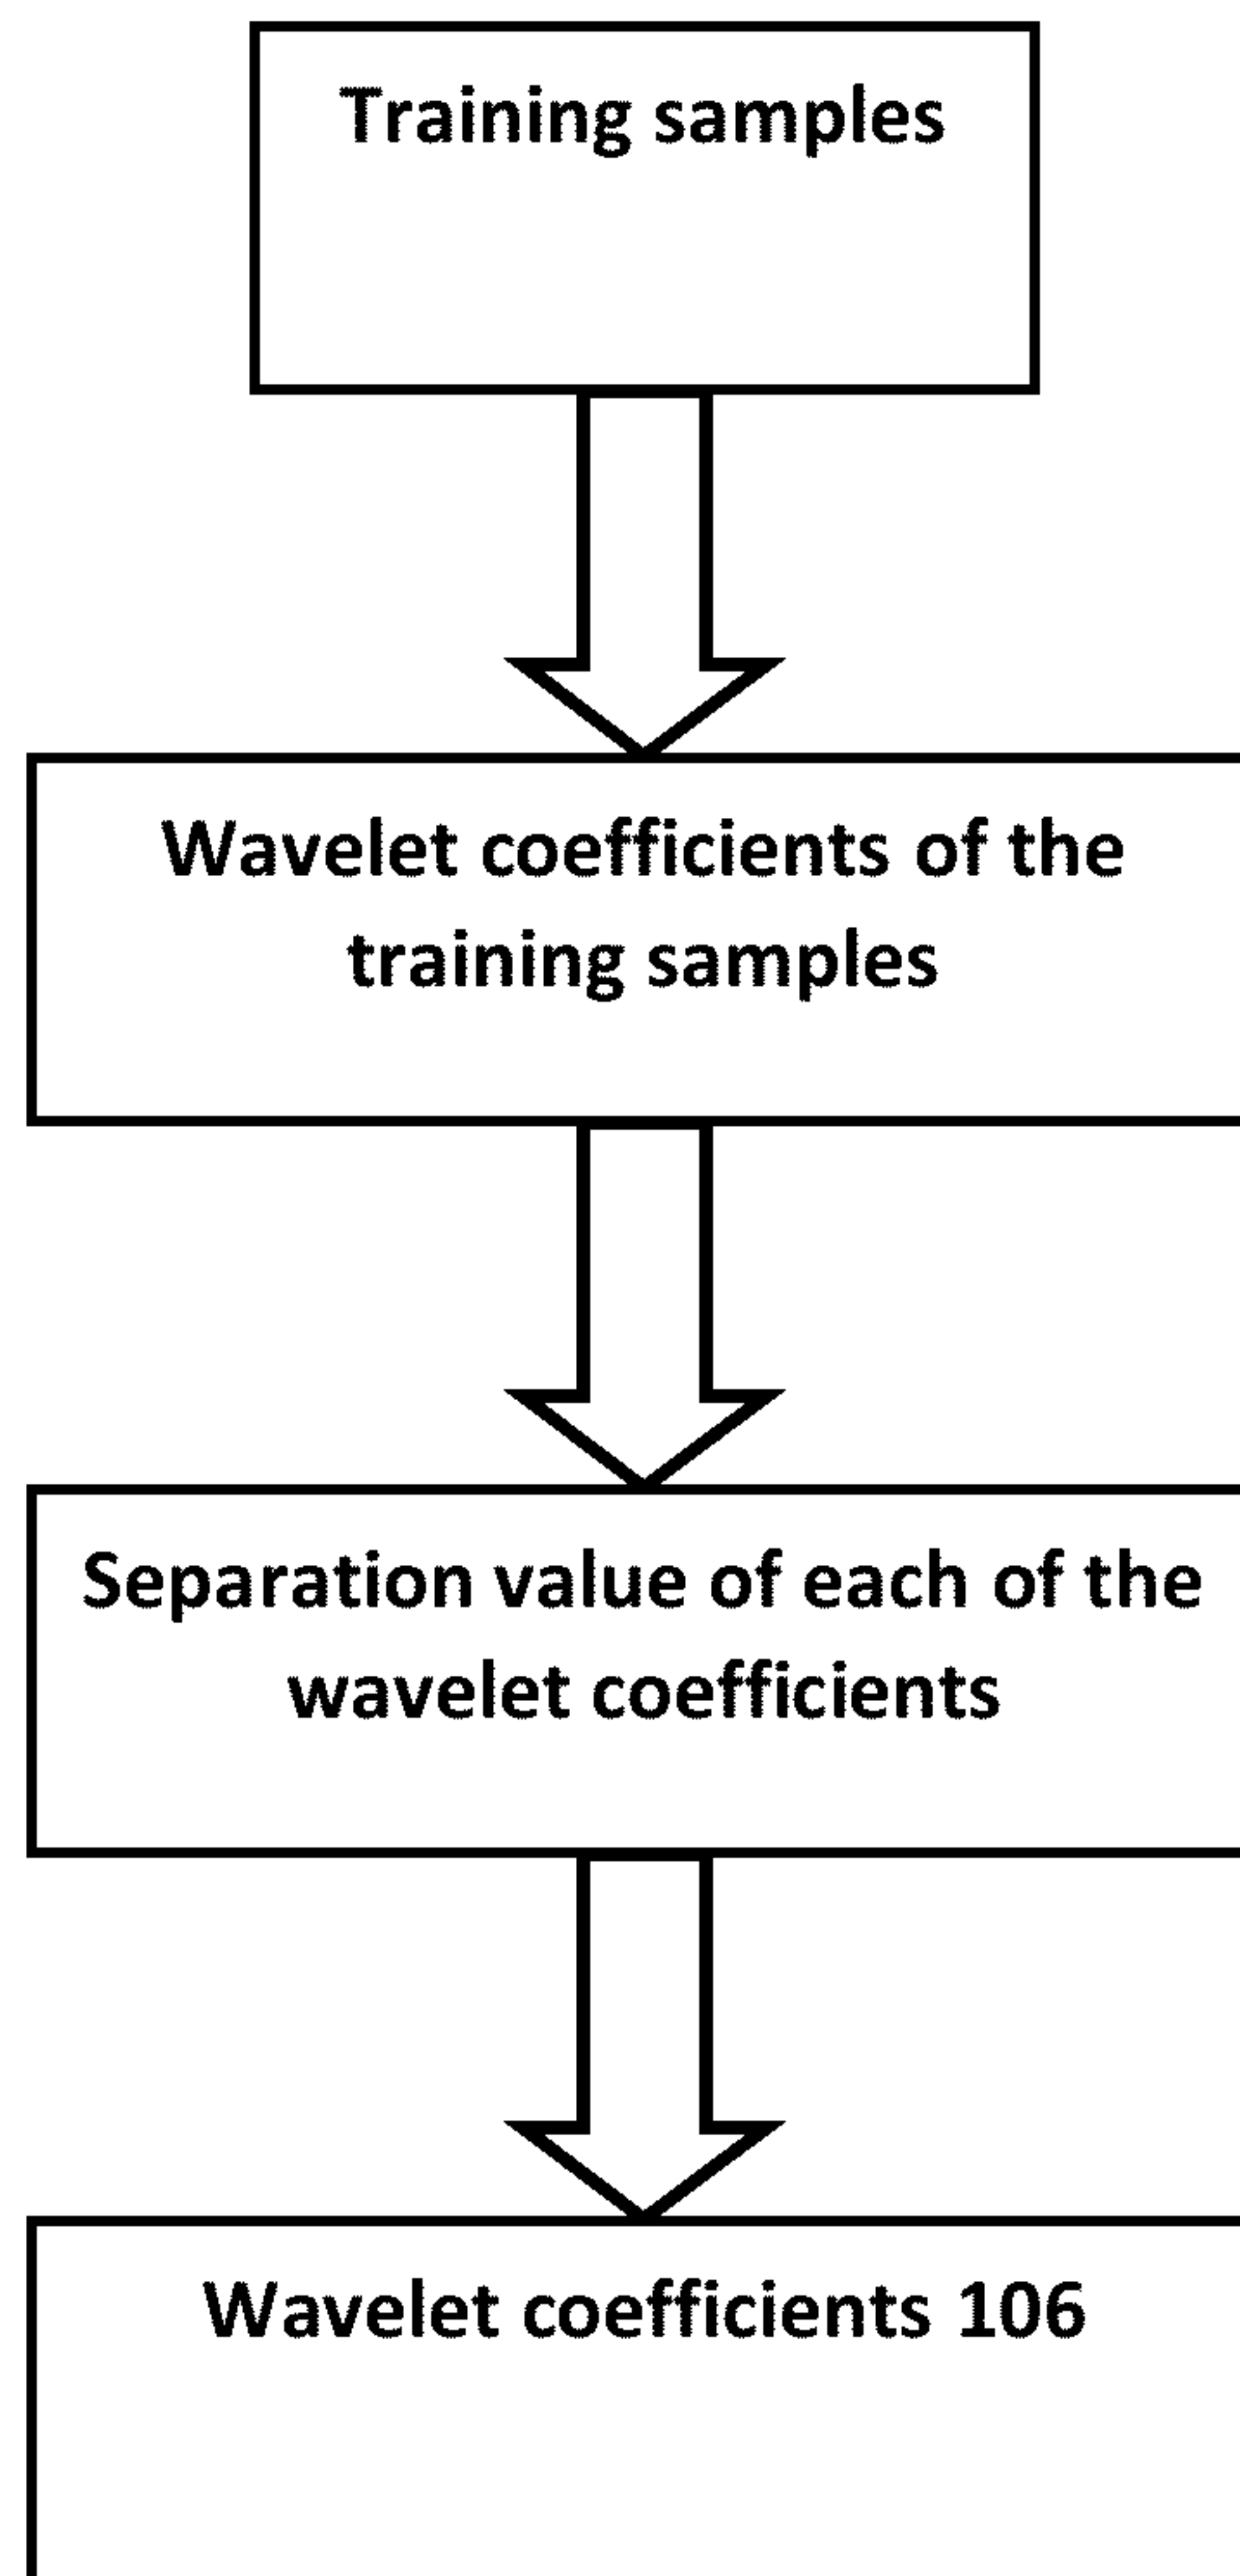 Training samples
Wavelet coefficients of the
training samples
Separation value of each of the
wavelet coefficients
Wavelet coefficients 106